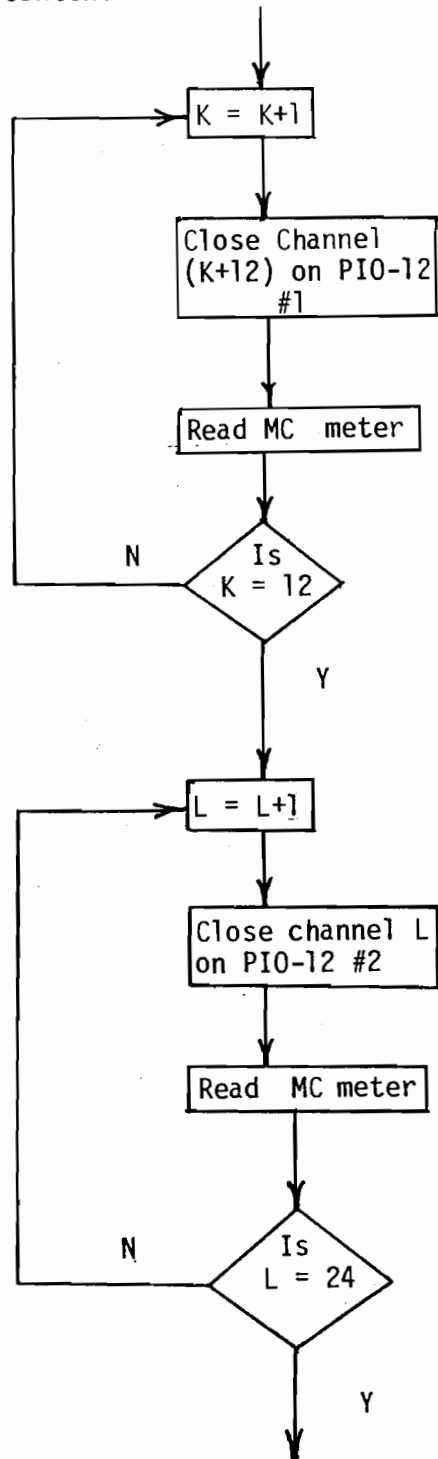 K = K+1
Close Channel
(K+12) on PIO-12
#1
Read MC meter
Is
K = 12
N
Y
L = L+1
Close channel L
on PIO-12 #2
Read MC meter
Is
L = 24
N
Y